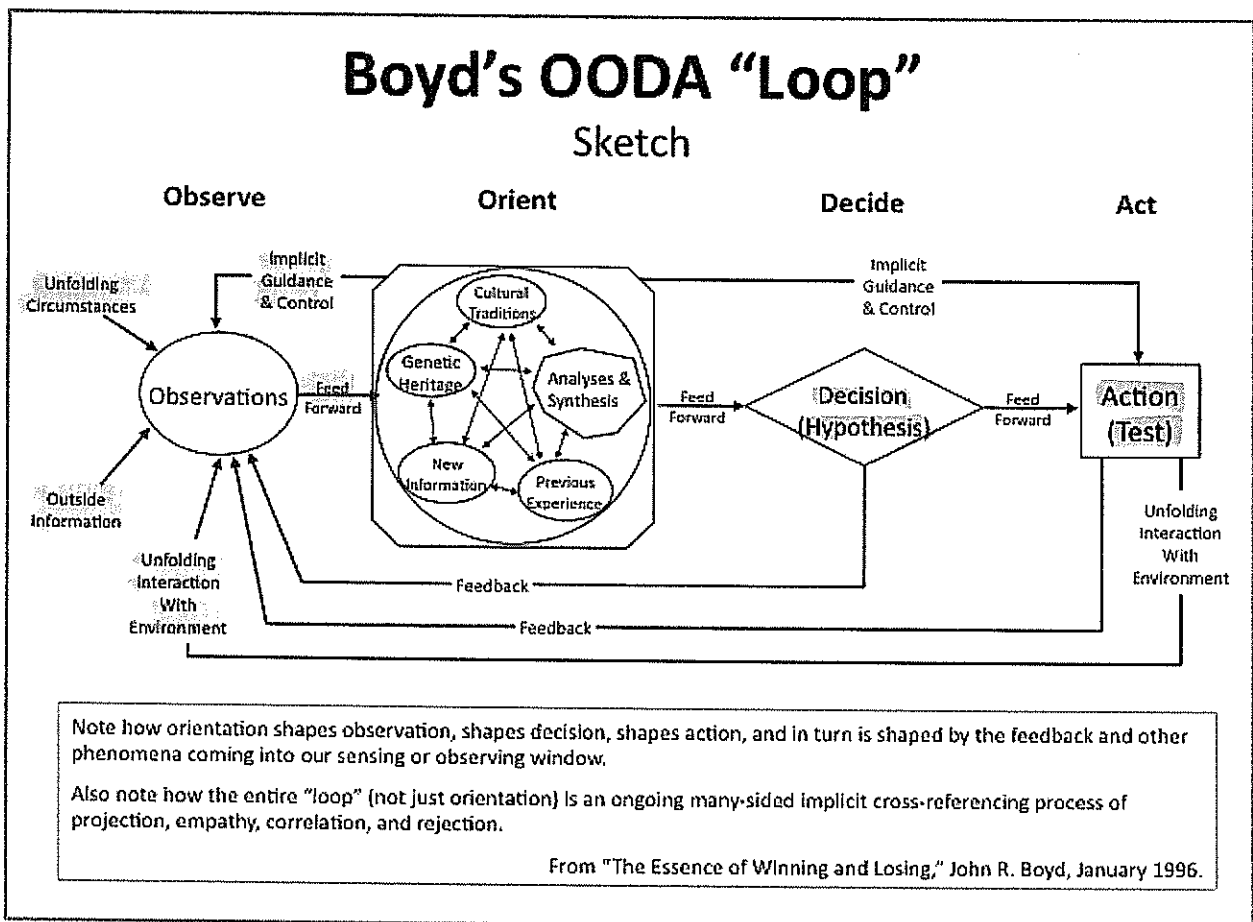 Boyd's OODA “Loop”
Sketch
Observe
Orient
Decide
Act
Unfolding
Circumstances
Implicit
Guidance
& Control
Cultural
Traditions
Genetic
Heritage
Analyses &
Synthesis
New
Information
Previous
Experience
Implicit
Guidance
& Control
Observations
Feed
Forward
Feed
Forward
Decision
(Hypothesis)
Feed
Forward
Action
(Test)
Outside
Information
Unfolding
Interaction
With
Environment
Feedback
Feedback
Unfolding
Interaction
With
Environment
Note how orientation shapes observation, shapes decision, shapes action, and in turn is shaped by the feedback and other
phenomena coming into our sensing or observing window.
Also note how the entire “loop” (not just orientation) is an ongoing many-sided implicit cross-referencing process of
projection, empathy, correlation, and rejection.
From “The Essence of Winning and Losing,” John R. Boyd, January 1996.